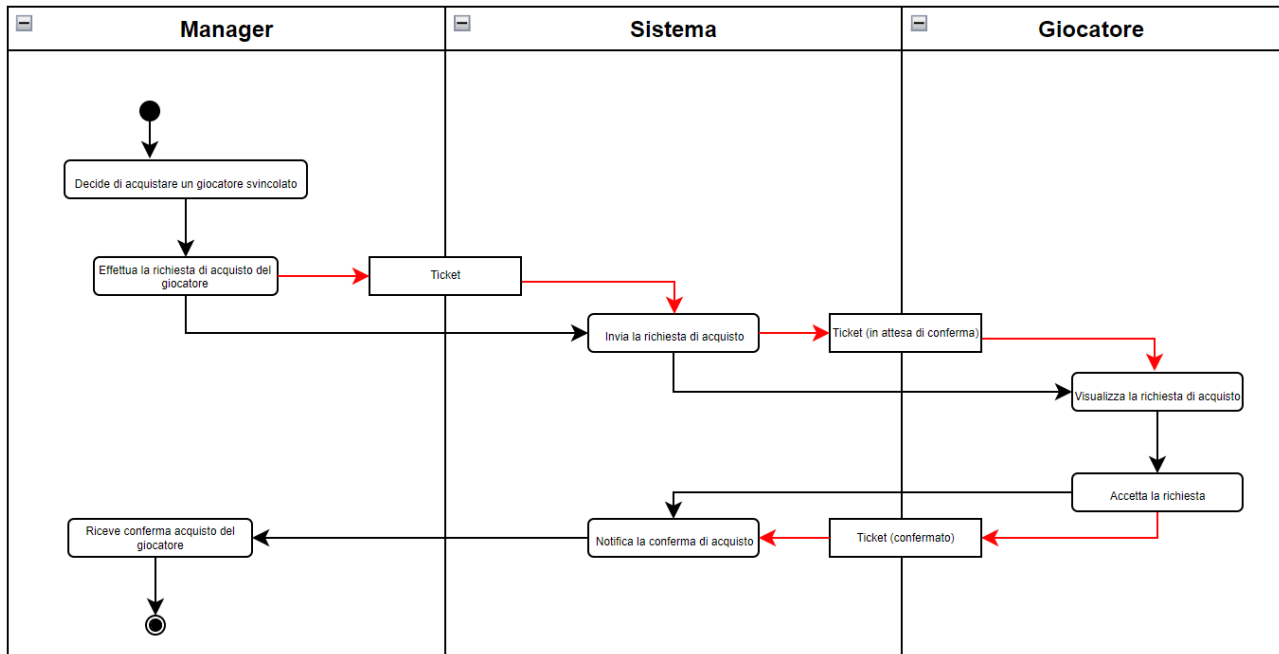 Manager
Sistema
Giocatore
Decide di acquistare un giocatore svincolato
Effettua la richiesta di acquisto del
giocatore
Ticket
Invia la richiesta di acquisto
Ticket (in attesa di conferma)
Visualizza la richiesta di acquisto
Accetta la richiesta
Riceve conferma acquisto del
giocatore
Notifica la conferma di acquisto
Ticket (confermato)